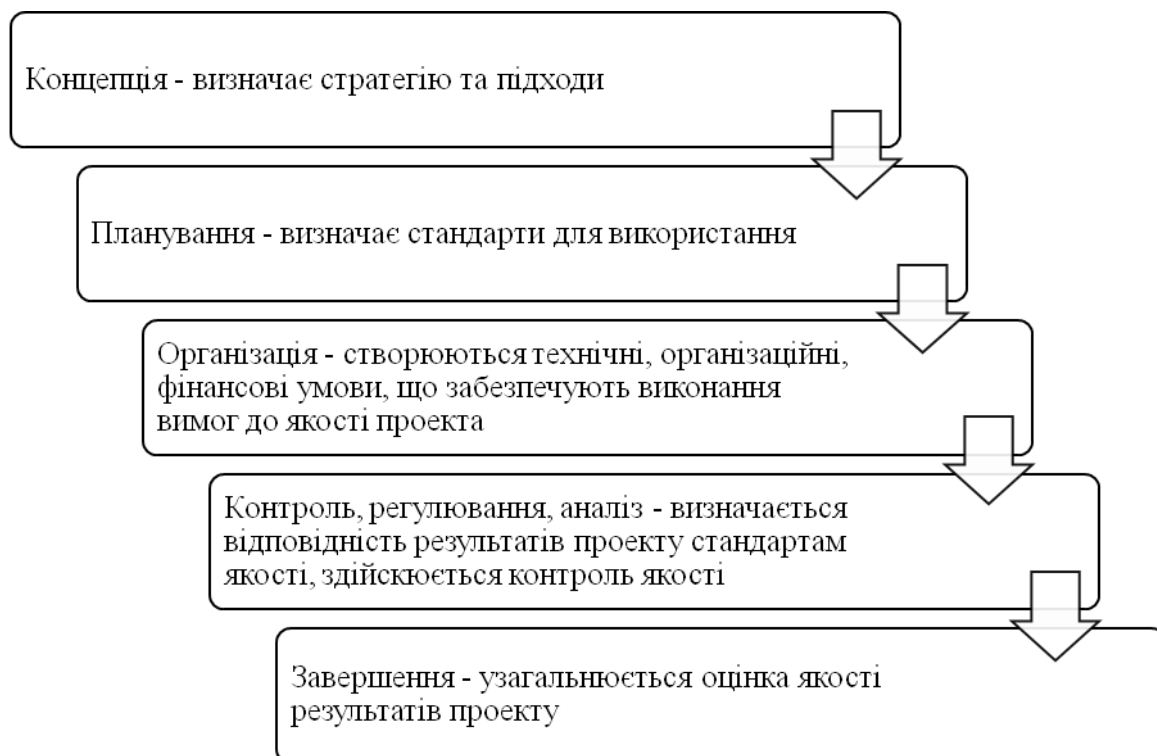 Концепція - визначає стратегію та підходи
Планування - визначає стандарти для використання
Організація - створюються технічні, організаційні,
фінансові умови, що забезпечують виконання
вимог до якості проекта
Контроль, регулювання, аналіз - визначається
відповідність результатів проекту стандартам
якості, здійскюється контроль якості
Завершення - узагальнюється оцінка якості
результатів проекту